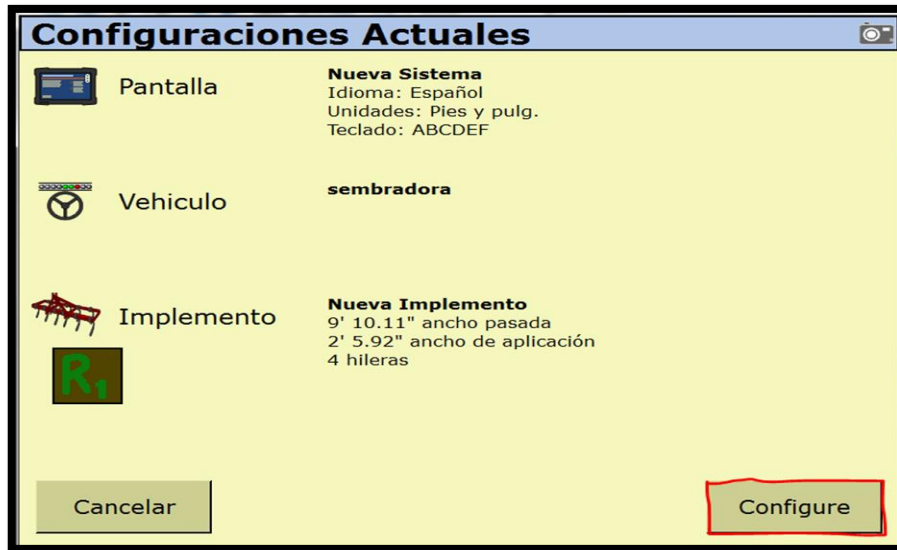 Configuraciones Actuales
Pantalla
Nueva Sistema
Idioma: Español
Unidades: Pies y pulg.
Teclado: ABCDEF
Vehiculo
sembradora
Implemento
Nueva Implemento
9' 10.11" ancho pasada
2' 5.92" ancho de aplicación
4 hileras
R1
Cancelar
Configure